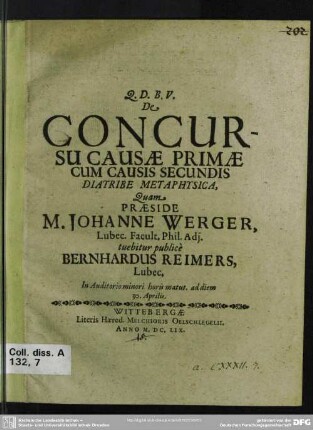 Q. D. B. V.
De
CONCUR-
SU CAUSÆ PRIMÆ
CUM CAUSIS SECUNDIS
DIATRIBE METAPHYSICA,
Quam
PRÆSIDE
M. JOHANNE WERGER,
Lubec. Facult. Phil. Adj.
tuebitur publicè
BERNHARDUS REIMERS,
Lubec.
In Auditorio minori horis matut. ad diem
30. Aprilis.
WITTEBERGÆ
Literis Hæred. MELCHIORIS OELSCHLEGELII,
ANNO M. DC. LIX.
Coll. diss. A
132, 7